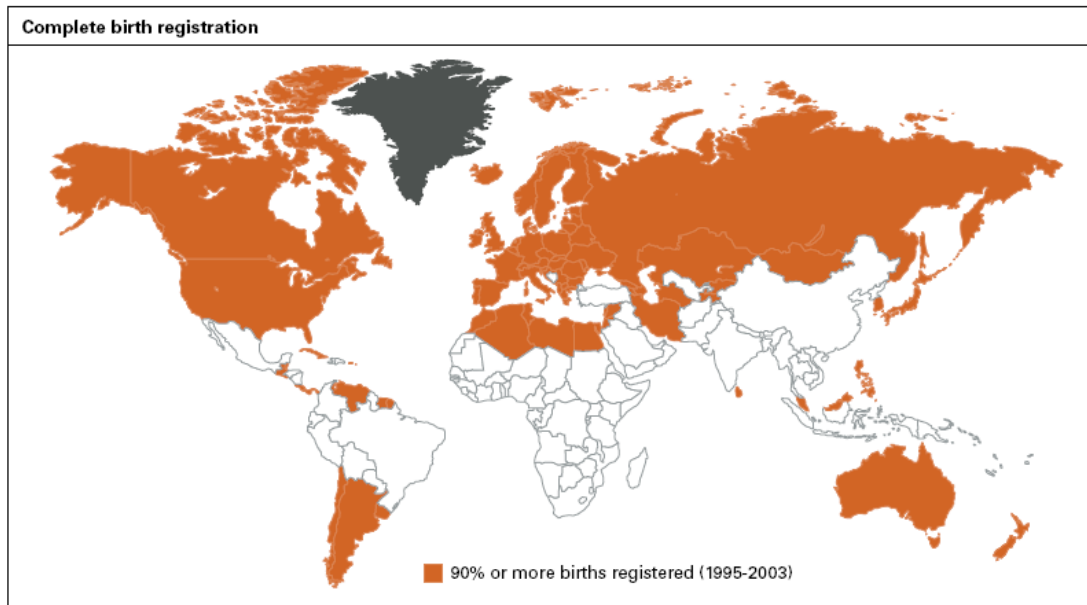 Complete birth registration
90% or more births registered (1995-2003)